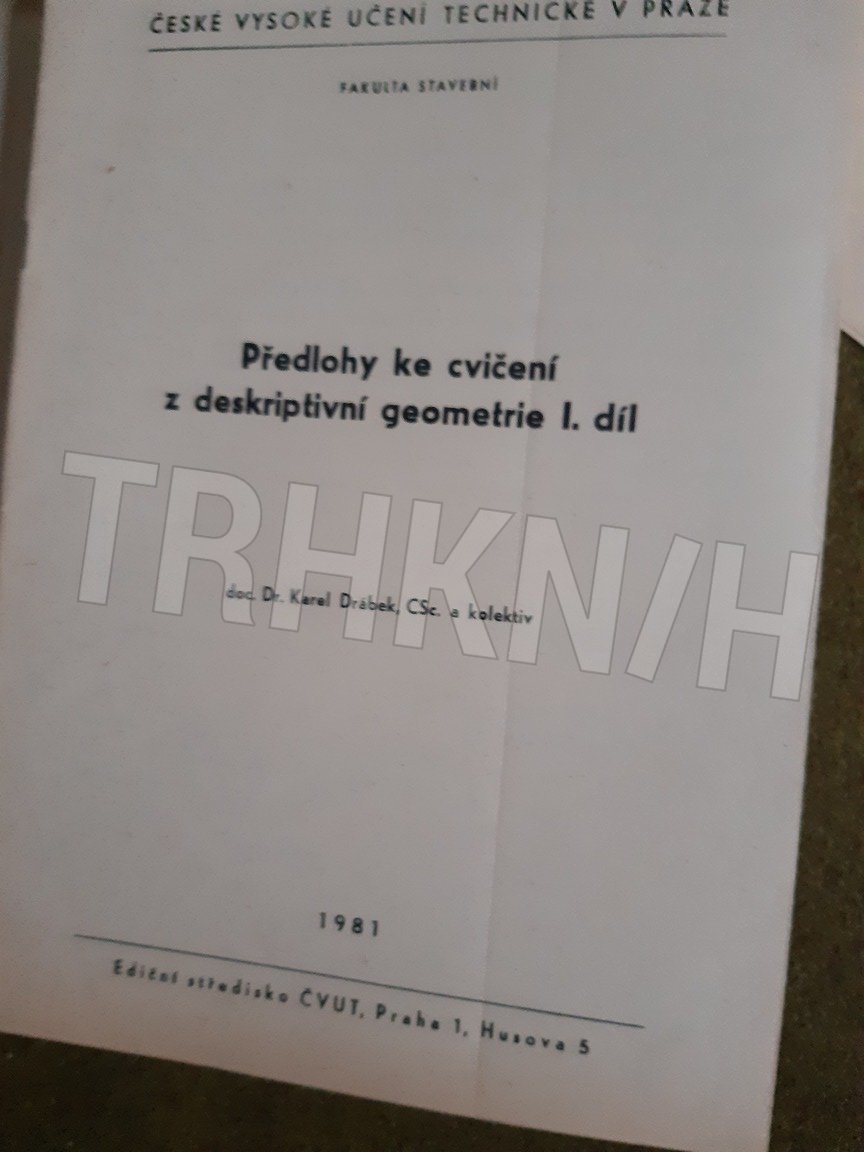 ČESKÉ VYSOKÉ UČENÍ TECHNICKÉ V PRAZE
FAKULTA STAVEBNÍ
Předlohy ke cvičení
z deskriptivní geometrie I. díl
TRHKN/H
doc. Dr. Karel Drábek, CSc. a kolektiv
1981
Ediční středisko ČVUT, Praha 1, Husova 5